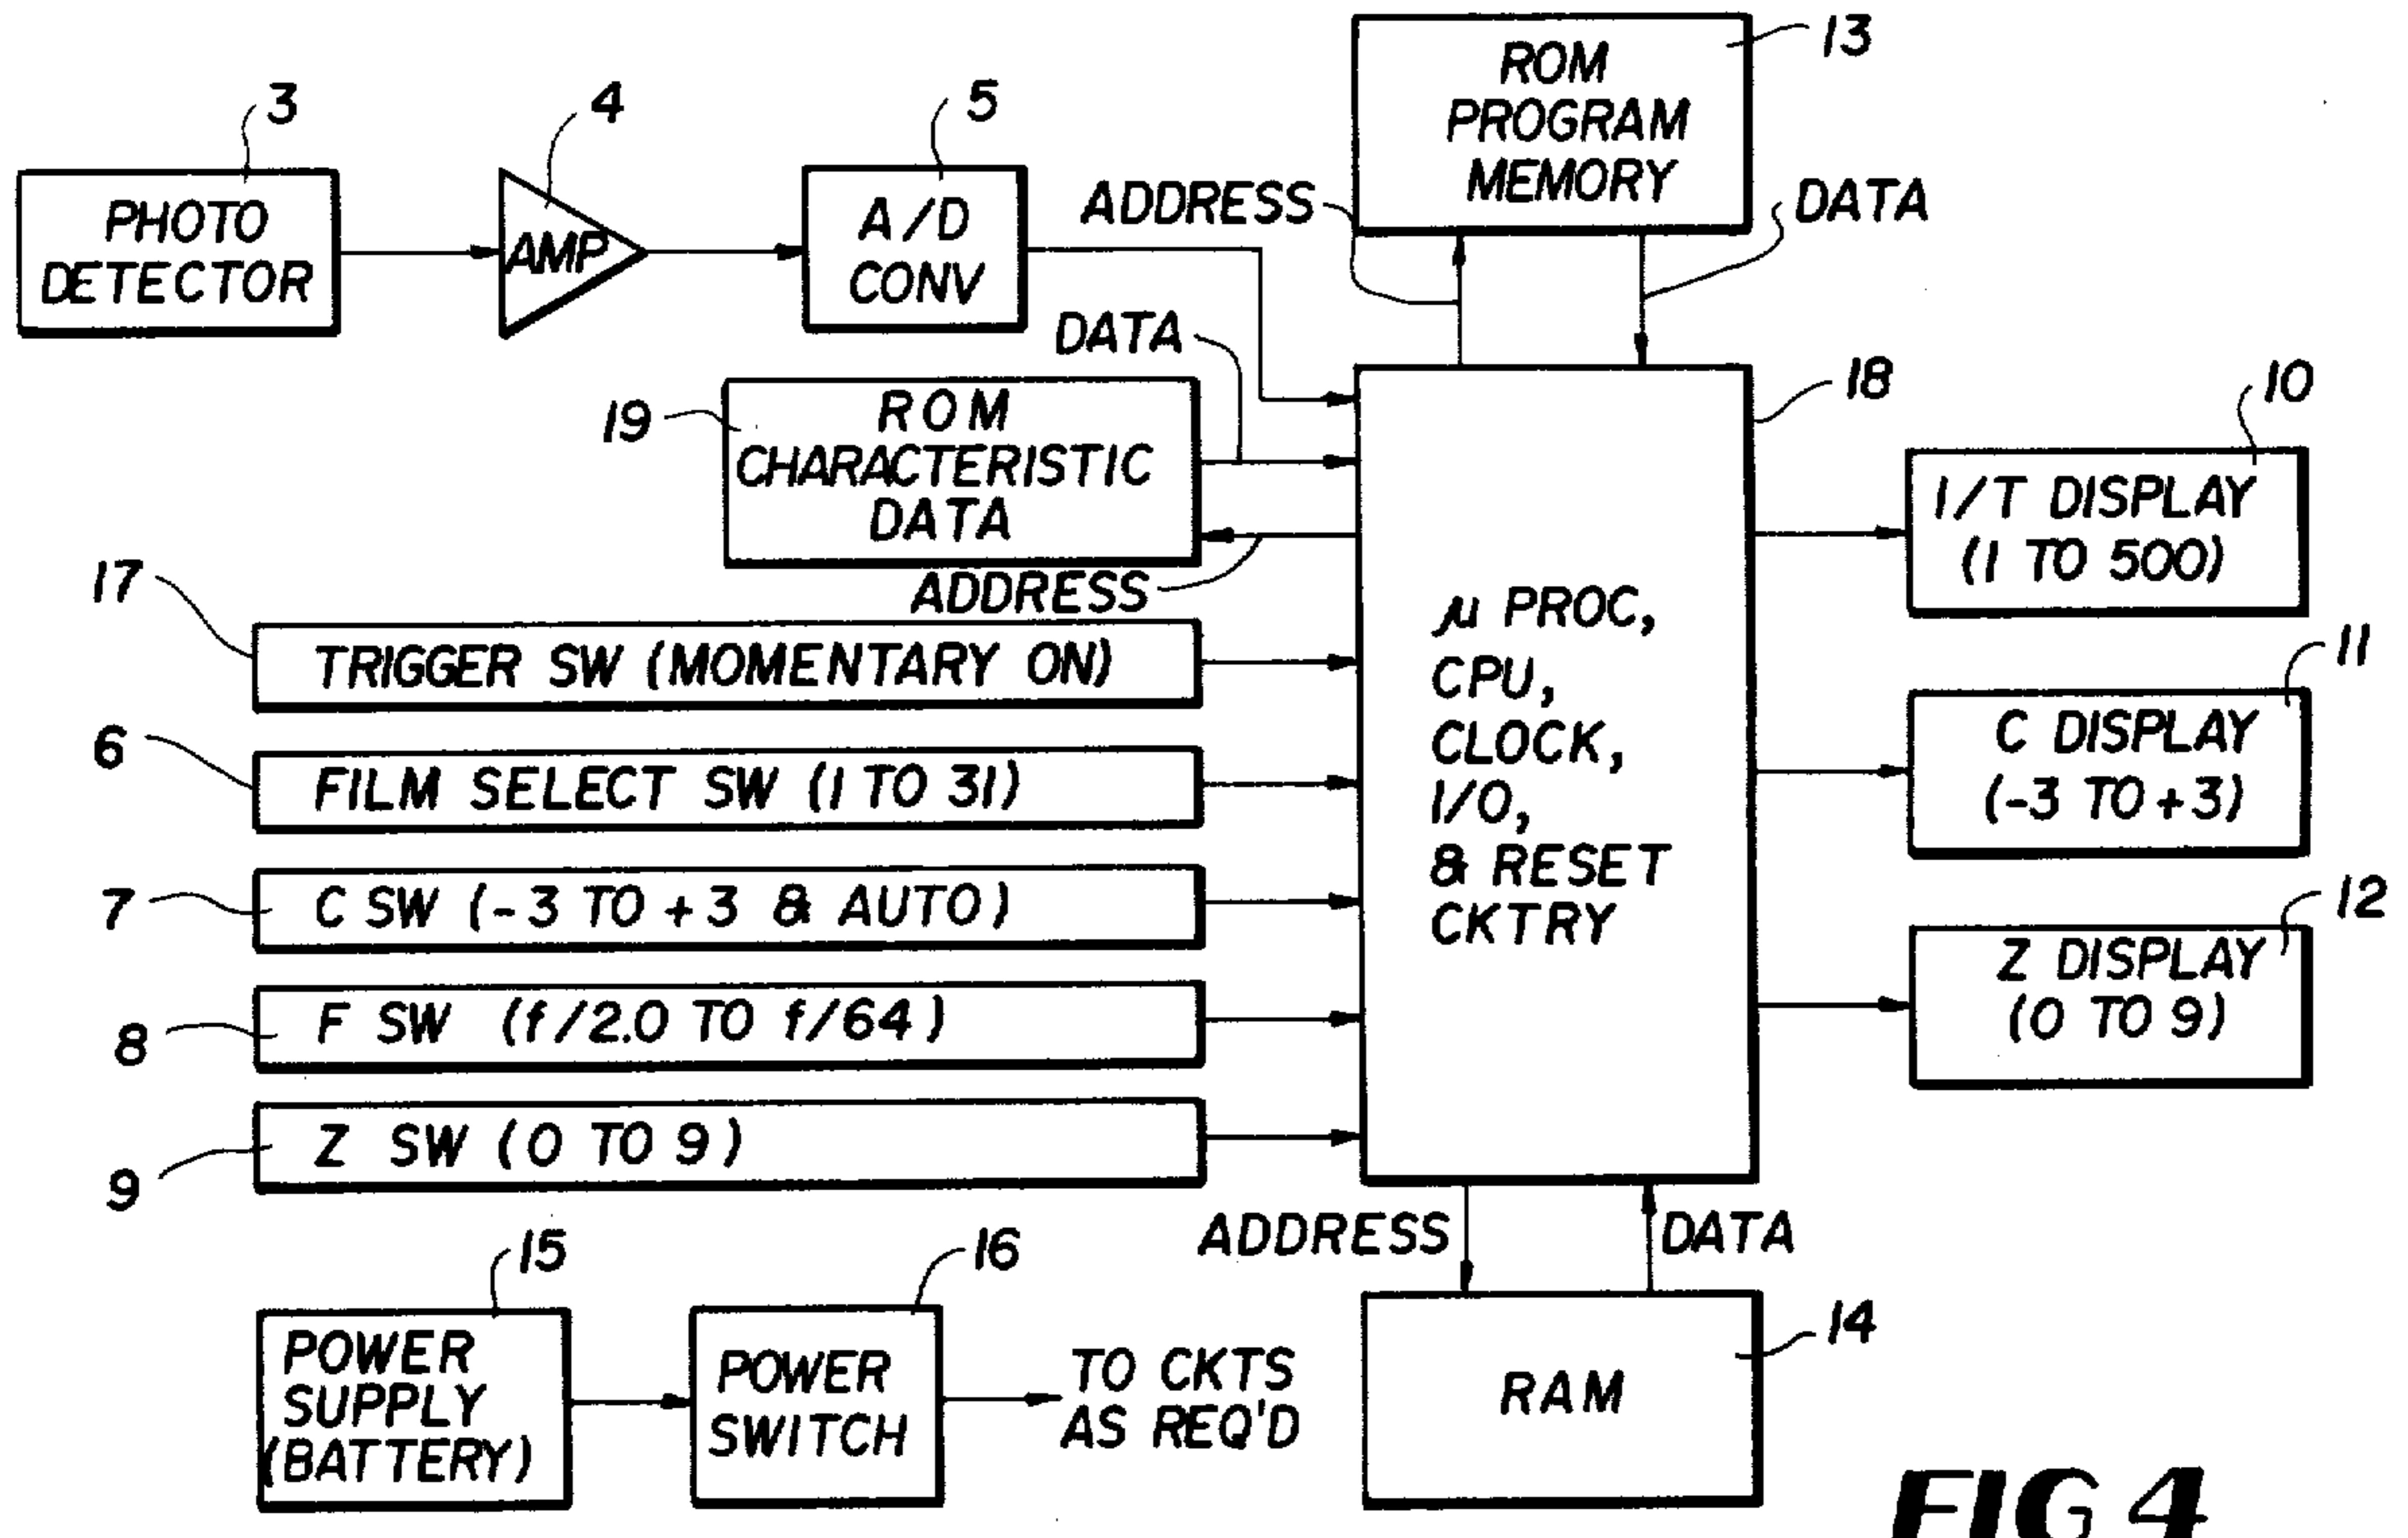 3
PHOTO
DETECTOR
4
AMP
5
A/D
CONV
13
ROM
PROGRAM
MEMORY
ADDRESS
DATA
DATA
19
ROM
CHARACTERISTIC
DATA
ADDRESS
18
μ PROC,
CPU,
CLOCK,
I/O,
& RESET
CKTRY
10
I/T DISPLAY
(1 TO 500)
11
C DISPLAY
(-3 TO +3)
12
Z DISPLAY
(0 TO 9)
17
TRIGGER SW (MOMENTARY ON)
6
FILM SELECT SW (1 TO 31)
7
C SW (-3 TO +3 & AUTO)
8
F SW (f/2.0 TO f/64)
9
Z SW (0 TO 9)
ADDRESS
DATA
15
POWER
SUPPLY
(BATTERY)
16
POWER
SWITCH
TO CKTS
AS REQ'D
14
RAM
FIG 4